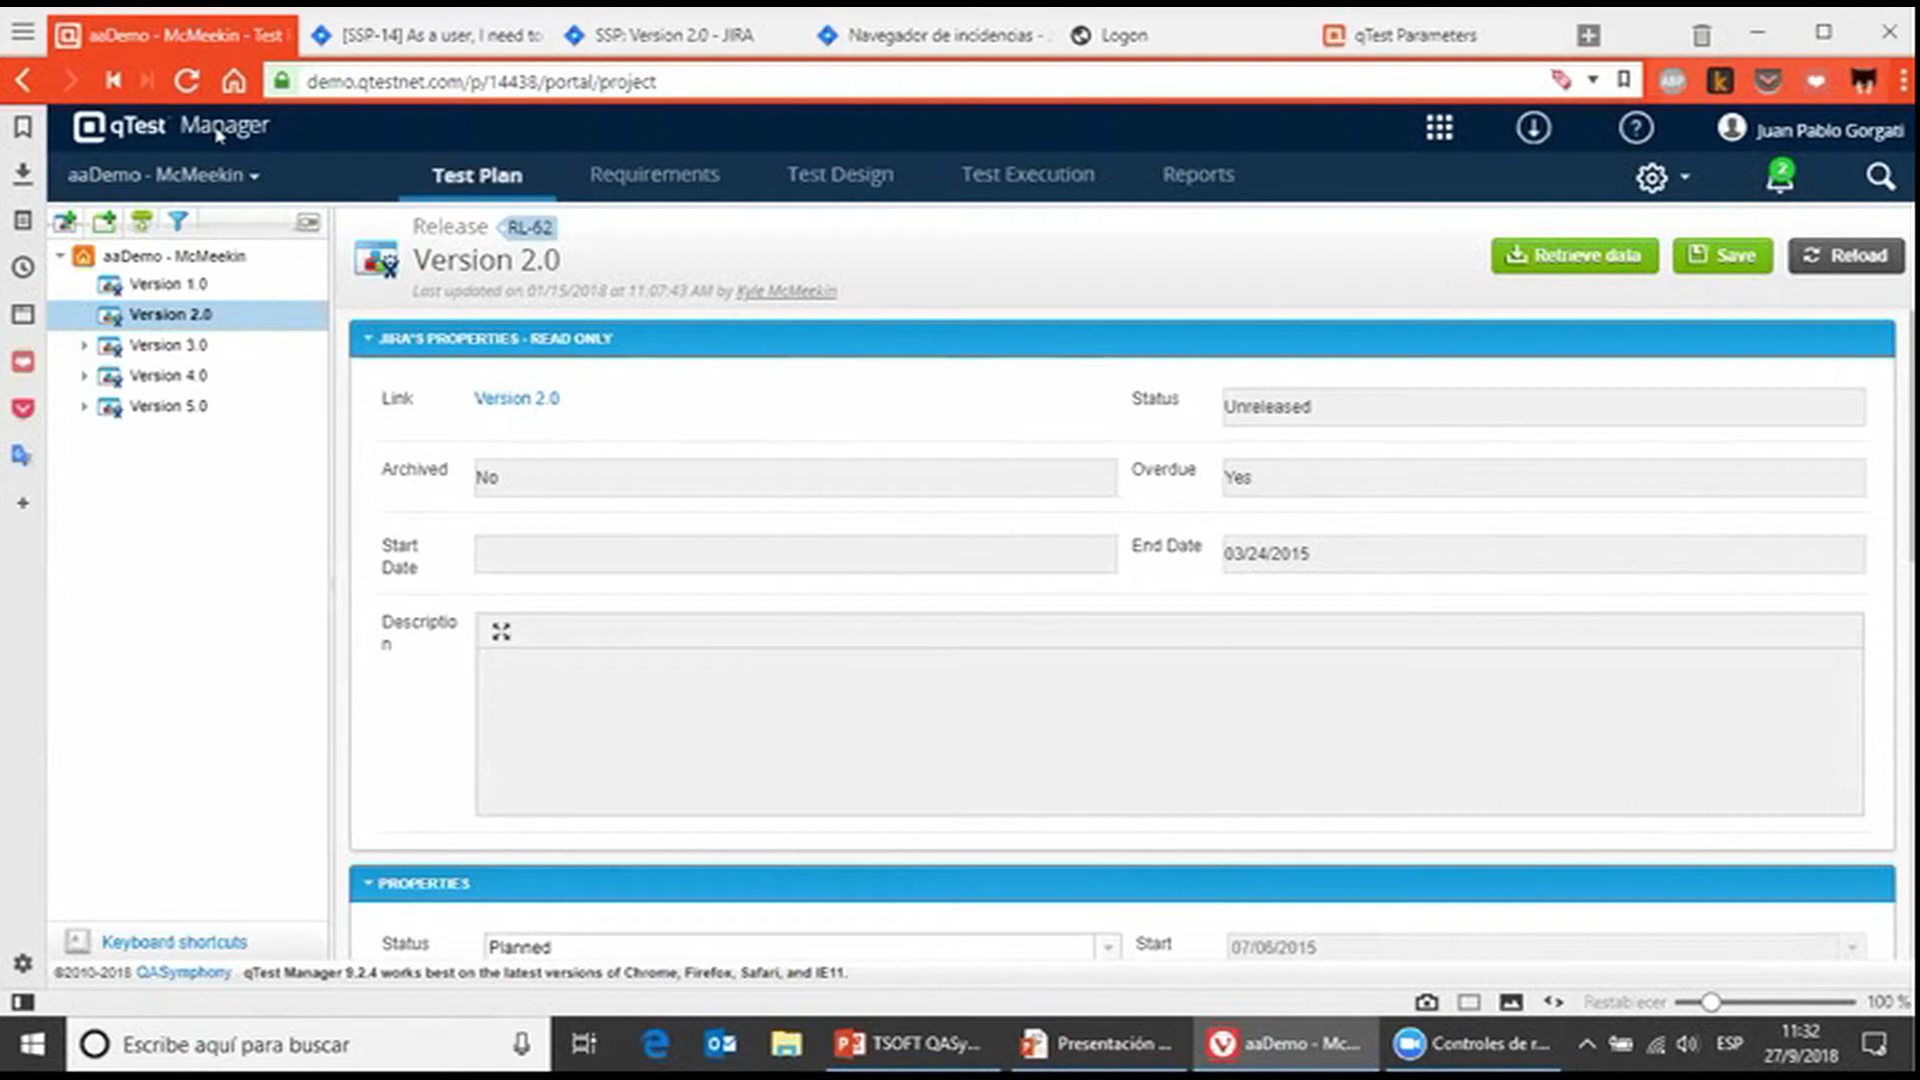 aaDemo - McMeekin - Test
[SSP-14] As a user, I need to
SSP: Version 2.0 - JIRA
Navegador de incidencias -
Logon
qTest Parameters
demo.qtestnet.com/p/14438/portal/project
qTest Manager
Juan Pablo Gorgati
aaDemo - McMeekin
Test Plan
Requirements
Test Design
Test Execution
Reports
2
aaDemo - McMeekin
Version 1.0
Version 2.0
Version 3.0
Version 4.0
Version 5.0
Release RL-62
Version 2.0
Last updated on 01/15/2018 at 11:07:43 AM by Kyle McMeekin
Retrieve data
Save
Reload
JIRA'S PROPERTIES - READ ONLY
Link Version 2.0
Status Unreleased
Archived No
Overdue Yes
Start
Date
End Date 03/24/2015
Descriptio
n
PROPERTIES
Status Planned
Start 07/06/2015
Keyboard shortcuts
©2010-2018 QASymphony qTest Manager 9.2.4 works best on the latest versions of Chrome, Firefox, Safari, and IE11.
Restablecer
100 %
Escribe aquí para buscar
TSOFT QASy...
Presentación ...
aaDemo - Mc...
Controles de r...
ESP
11:32
27/9/2018